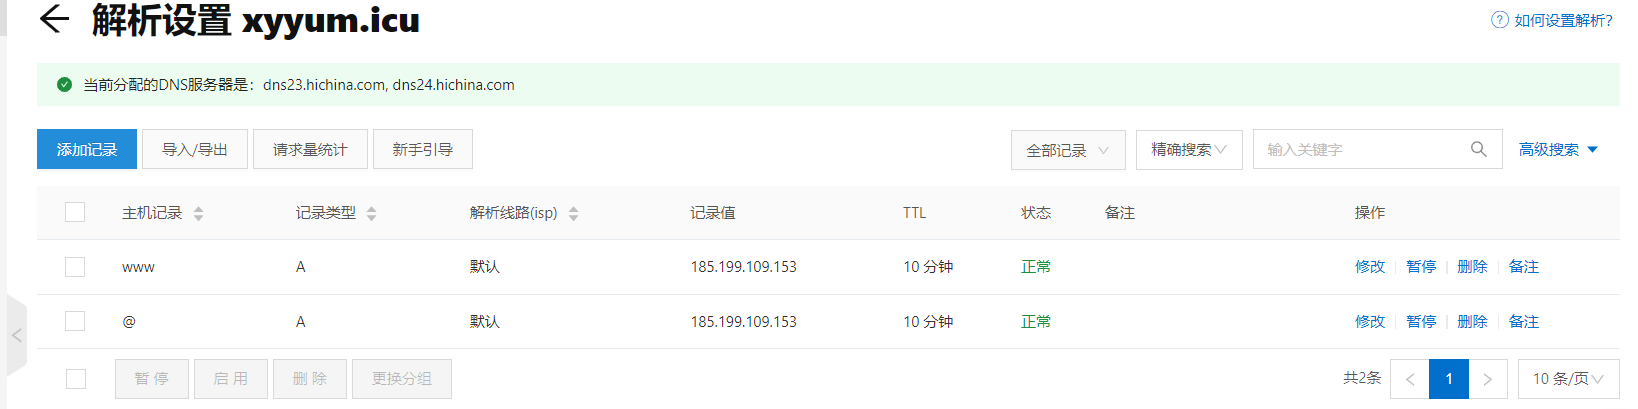 解析设置 xyyum.icu
如何设置解析?
当前分配的DNS服务器是：dns23.hichina.com, dns24.hichina.com
添加记录 导入/导出 请求量统计 新手引导 全部记录 精确搜索 输入关键字 高级搜索
主机记录 记录类型 解析线路(isp) 记录值 TTL 状态 备注 操作
www A 默认 185.199.109.153 10 分钟 正常 修改 暂停 删除 备注
@ A 默认 185.199.109.153 10 分钟 正常 修改 暂停 删除 备注
暂 停 启 用 删 除 更换分组 共2条 1 10 条/页